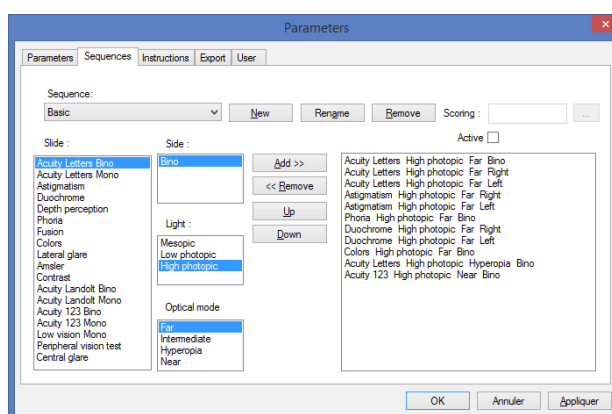 Parameters
x
Parameters Sequences Instructions Export User
Sequence:
Basic New Rename Remove Scoring : ...
Active
Slide :
Acuity Letters Bino
Acuity Letters Mono
Astigmatism
Duochrome
Depth perception
Phoria
Fusion
Colors
Lateral glare
Amsler
Contrast
Acuity Landolt Bino
Acuity Landolt Mono
Acuity 123 Bino
Acuity 123 Mono
Low vision Mono
Peripheral vision test
Central glare
Side :
Bino
Light :
Mesopic
Low photopic
High photopic
Optical mode
Far
Intermediate
Hyperopia
Near
Add >>
<< Remove
Up
Down
Acuity Letters High photopic Far Bino
Acuity Letters High photopic Far Right
Acuity Letters High photopic Far Left
Astigmatism High photopic Far Right
Astigmatism High photopic Far Left
Phoria High photopic Far Bino
Duochrome High photopic Far Right
Duochrome High photopic Far Left
Colors High photopic Far Bino
Acuity Letters High photopic Hyperopia Bino
Acuity 123 High photopic Near Bino
OK Annuler Appliquer